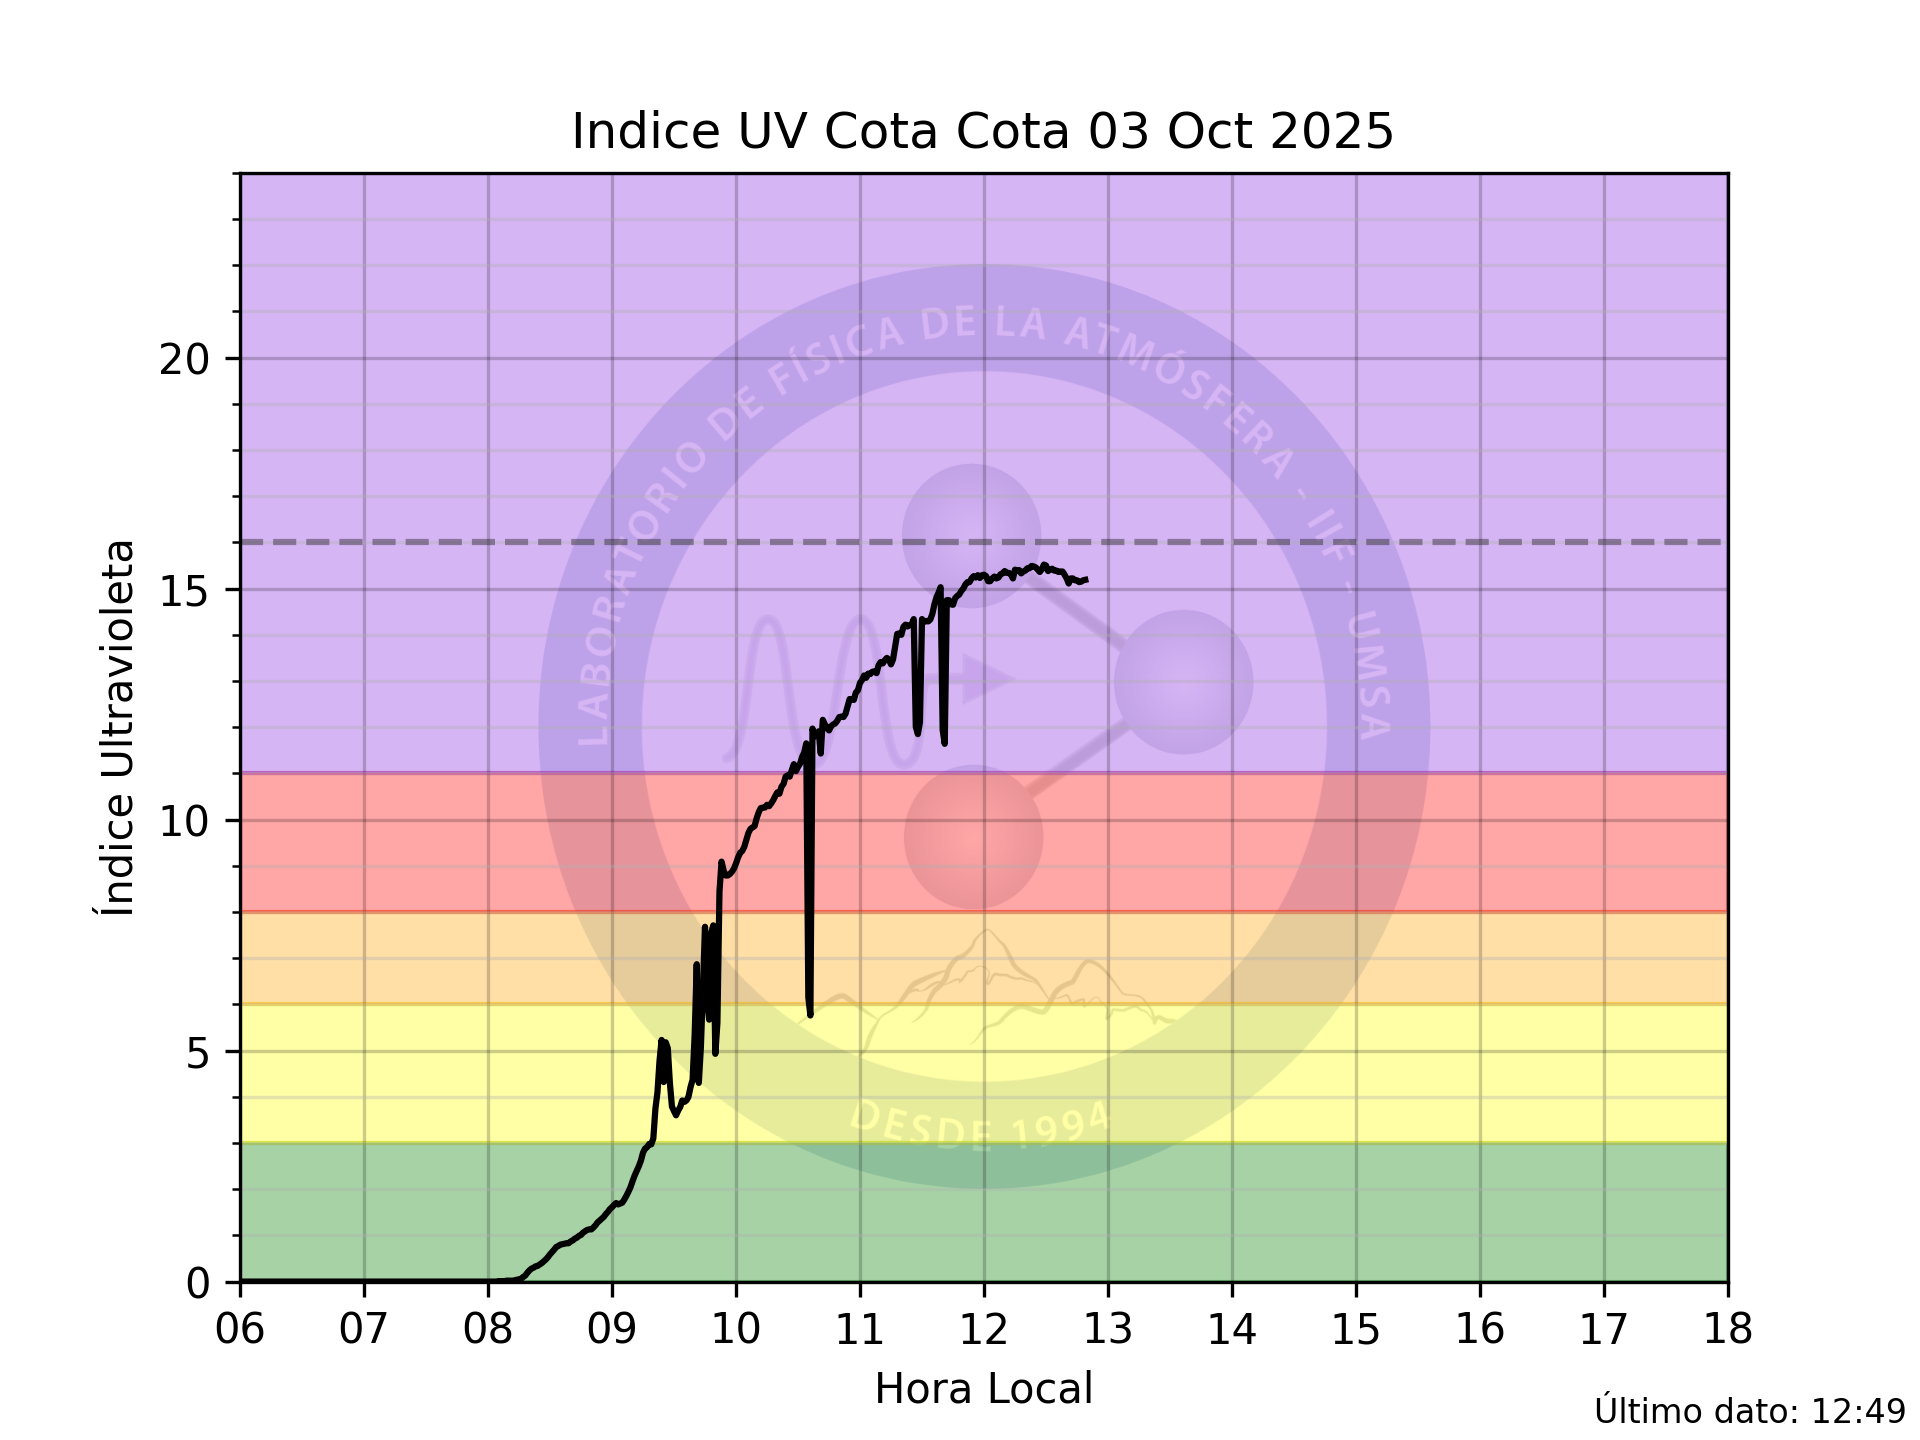 Indice UV Cota Cota 03 Oct 2025
LABORATORIO DE FÍSICA DE LA ATMÓSFERA - IIF - UMSA
DESDE 1994
Índice Ultravioleta
20
15
10
5
0
06 07 08 09 10 11 12 13 14 15 16 17 18
Hora Local
Último dato: 12:49